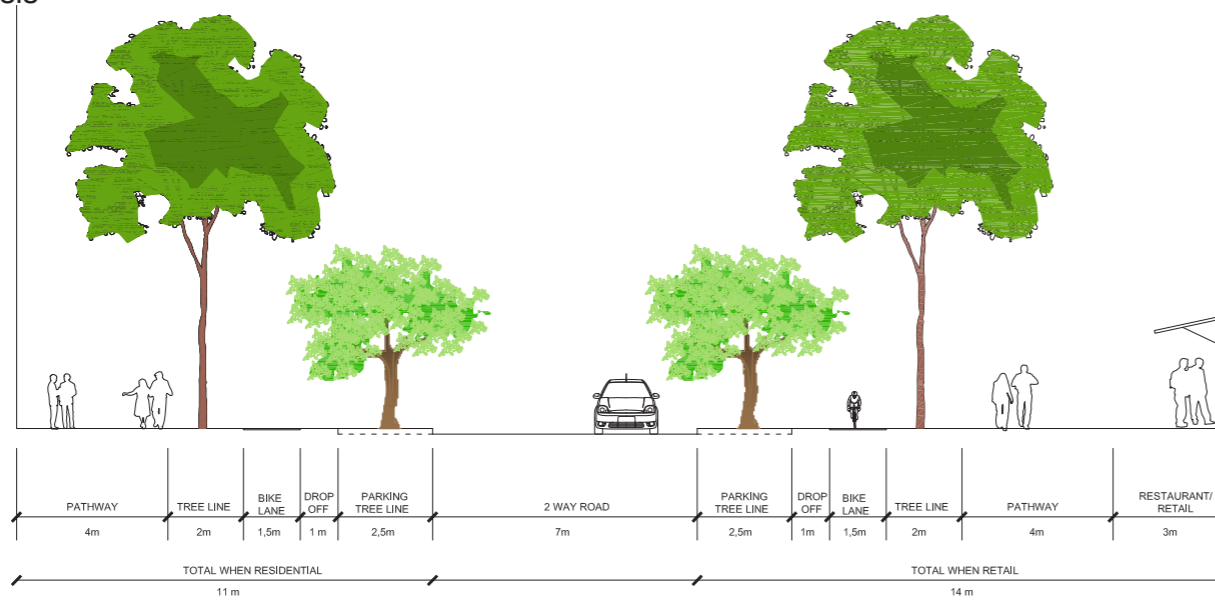 PATHWAY
TREE LINE
BIKE
LANE
DROP
OFF
PARKING
TREE LINE
2 WAY ROAD
PARKING
TREE LINE
DROP
OFF
BIKE
LANE
TREE LINE
PATHWAY
RESTAURANT/
RETAIL
4m
2m
1,5m
1 m
2,5m
7m
2,5m
1m
1,5m
2m
4m
3m
TOTAL WHEN RESIDENTIAL
TOTAL WHEN RETAIL
11 m
14 m